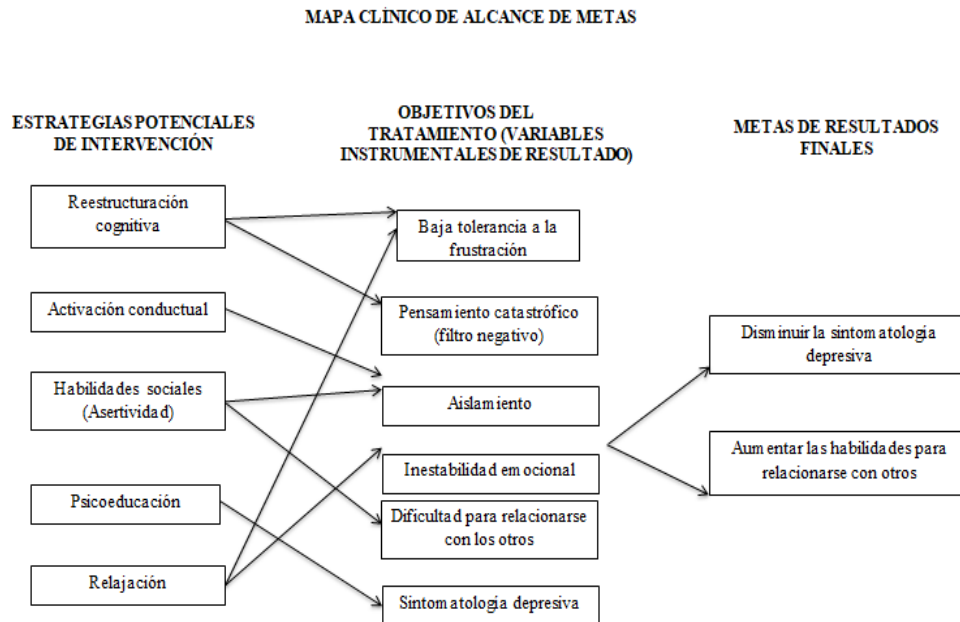 MAPA CLÍNICO DE ALCANCE DE METAS
ESTRATEGIAS POTENCIALES
DE INTERVENCIÓN
Reestructuración
cognitiva
Activación conductual
Habilidades sociales
(Asertividad)
Psicoeducación
Relajación
OBJETIVOS DEL
TRATAMIENTO (VARIABLES
INSTRUMENTALES DE RESULTADO)
Baja tolerancia a la
frustración
Pensamiento catastrófico
(filtro negativo)
Aislamiento
Inestabilidad emocional
Dificultad para relacionarse
con los otros
Sintomatología depresiva
METAS DE RESULTADOS
FINALES
Disminuir la sintomatología
depresiva
Aumentar las habilidades para
relacionarse con otros